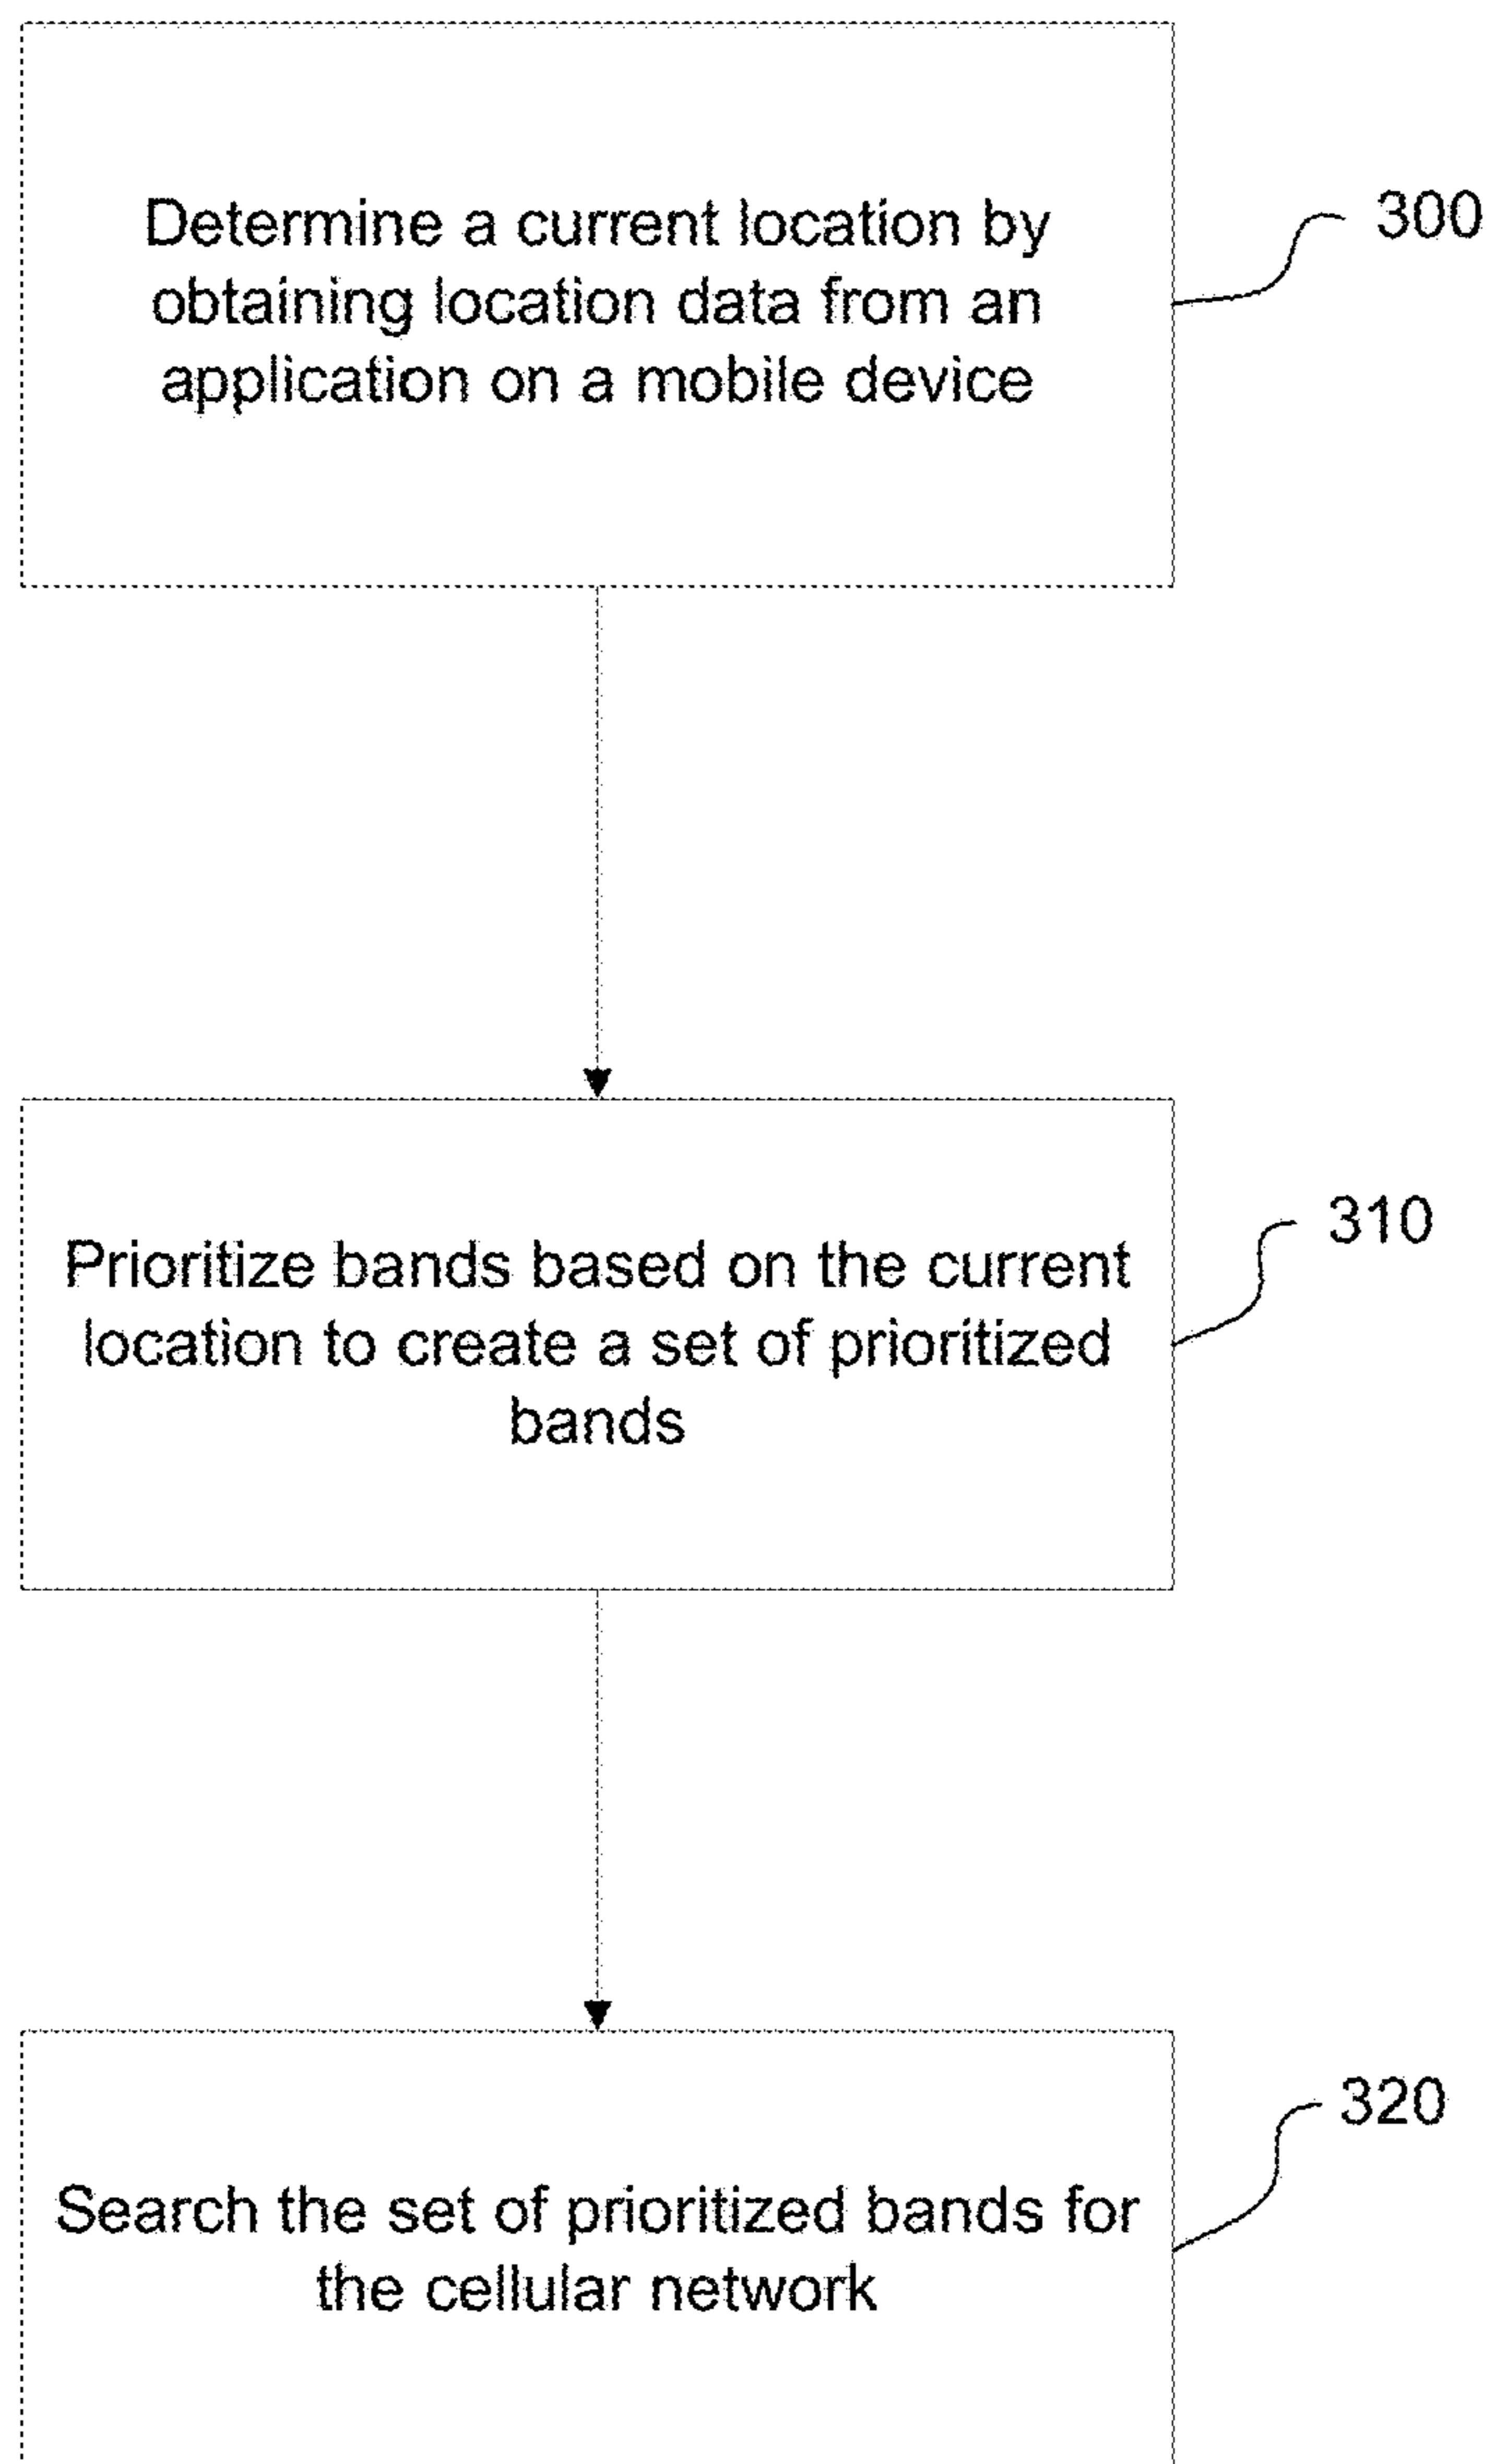 Determine a current location by
obtaining location data from an
application on a mobile device
300
Prioritize bands based on the current
location to create a set of prioritized
bands
310
Search the set of prioritized bands for
the cellular network
320